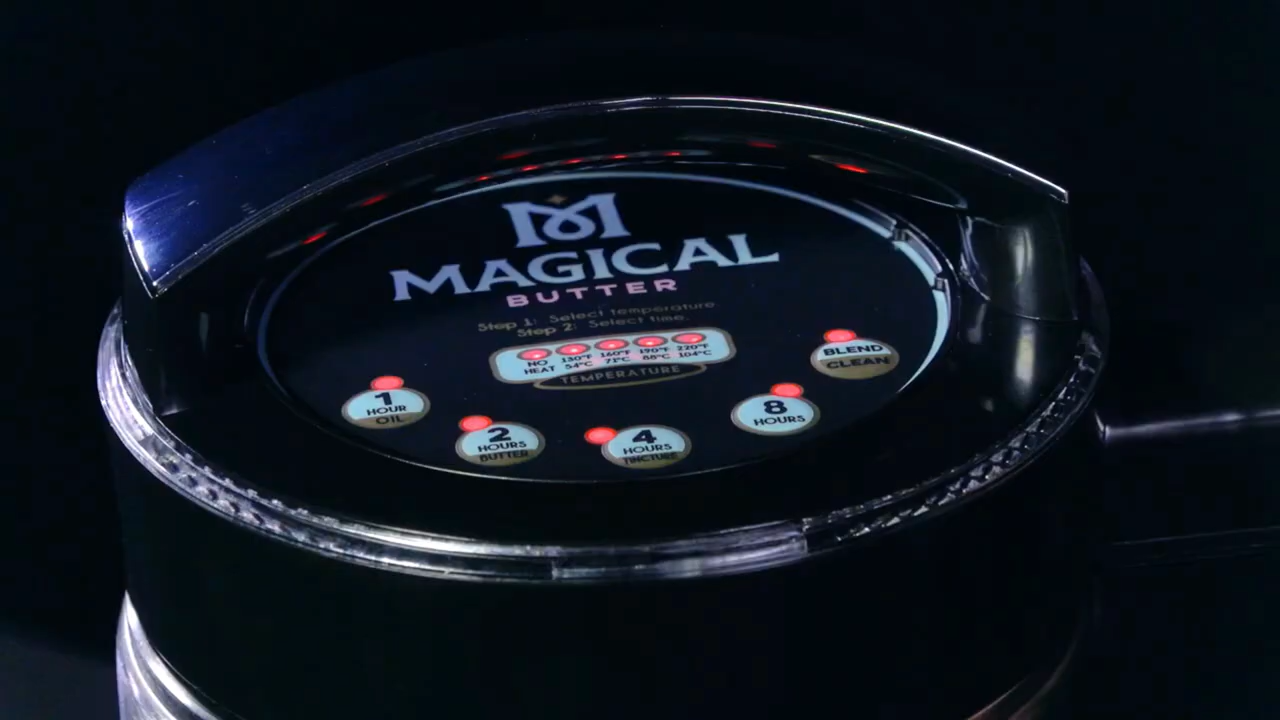 M
MAGICAL
BUTTER
Step 1: Select temperature.
Step 2: Select time.
NO HEAT 130°F 54°C 160°F 71°C 190°F 88°C 220°F 104°C
TEMPERATURE
1
HOUR
OIL
2
HOURS
BUTTER
4
HOURS
TINCTURE
8
HOURS
BLEND
CLEAN